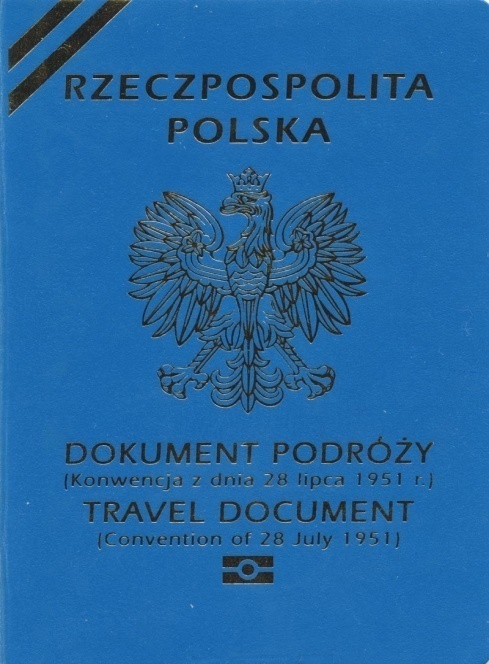 RZECZPOSPOLITA
POLSKA
DOKUMENT PODRÓŻY
(Konwencja z dnia 28 lipca 1951 r.)
TRAVEL DOCUMENT
(Convention of 28 July 1951)